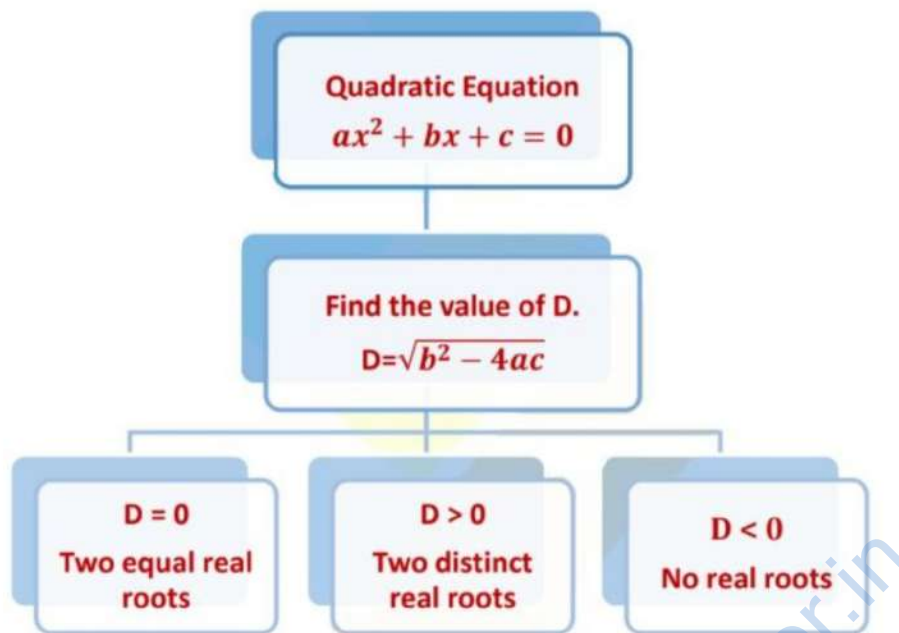 Quadratic Equation
ax² + bx + c = 0
Find the value of D.
D=√b² − 4ac
D = 0
Two equal real
roots
D > 0
Two distinct
real roots
D < 0
No real roots